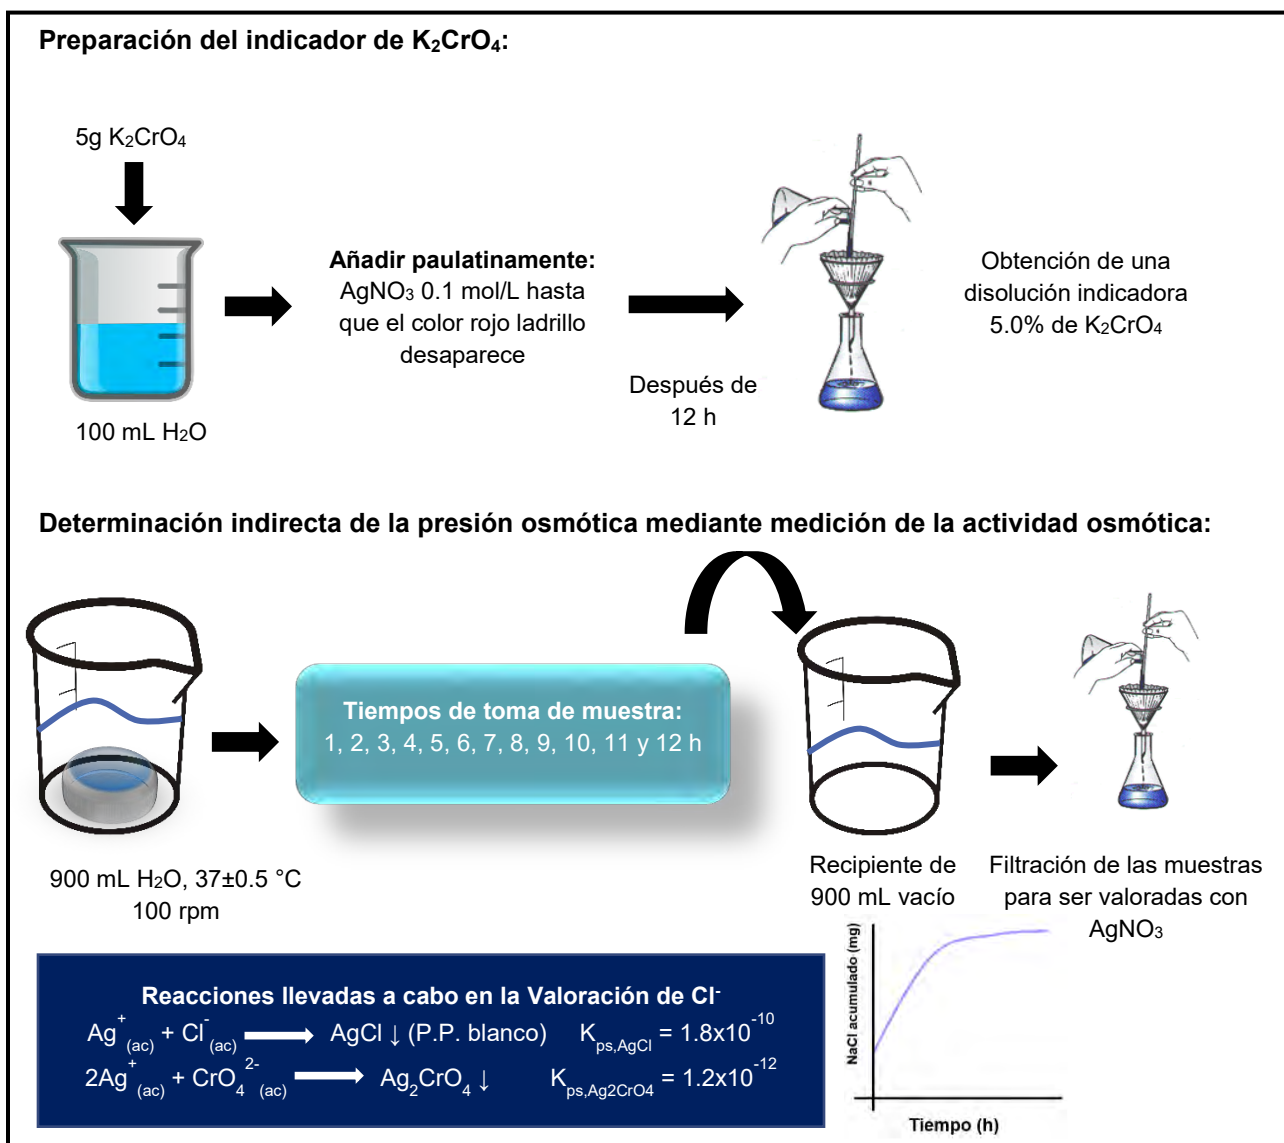 Preparación del indicador de K₂CrO₄:
5g K₂CrO₄
100 mL H₂O
Añadir paulatinamente:
AgNO₃ 0.1 mol/L hasta
que el color rojo ladrillo
desaparece
Después de
12 h
Obtención de una
disolución indicadora
5.0% de K₂CrO₄
Determinación indirecta de la presión osmótica mediante medición de la actividad osmótica:
900 mL H₂O, 37±0.5 °C
100 rpm
Tiempos de toma de muestra:
1, 2, 3, 4, 5, 6, 7, 8, 9, 10, 11 y 12 h
Recipiente de
900 mL vacío
Filtración de las muestras
para ser valoradas con
AgNO₃
Reacciones llevadas a cabo en la Valoración de Cl⁻
Ag⁺(ac) + Cl⁻(ac) ⟶ AgCl ↓ (P.P. blanco) Kps,AgCl = 1.8x10⁻¹⁰
2Ag⁺(ac) + CrO₄²⁻(ac) ⟶ Ag₂CrO₄ ↓ Kps,Ag2CrO4 = 1.2x10⁻¹²
NaCl acumulado (mg)
Tiempo (h)